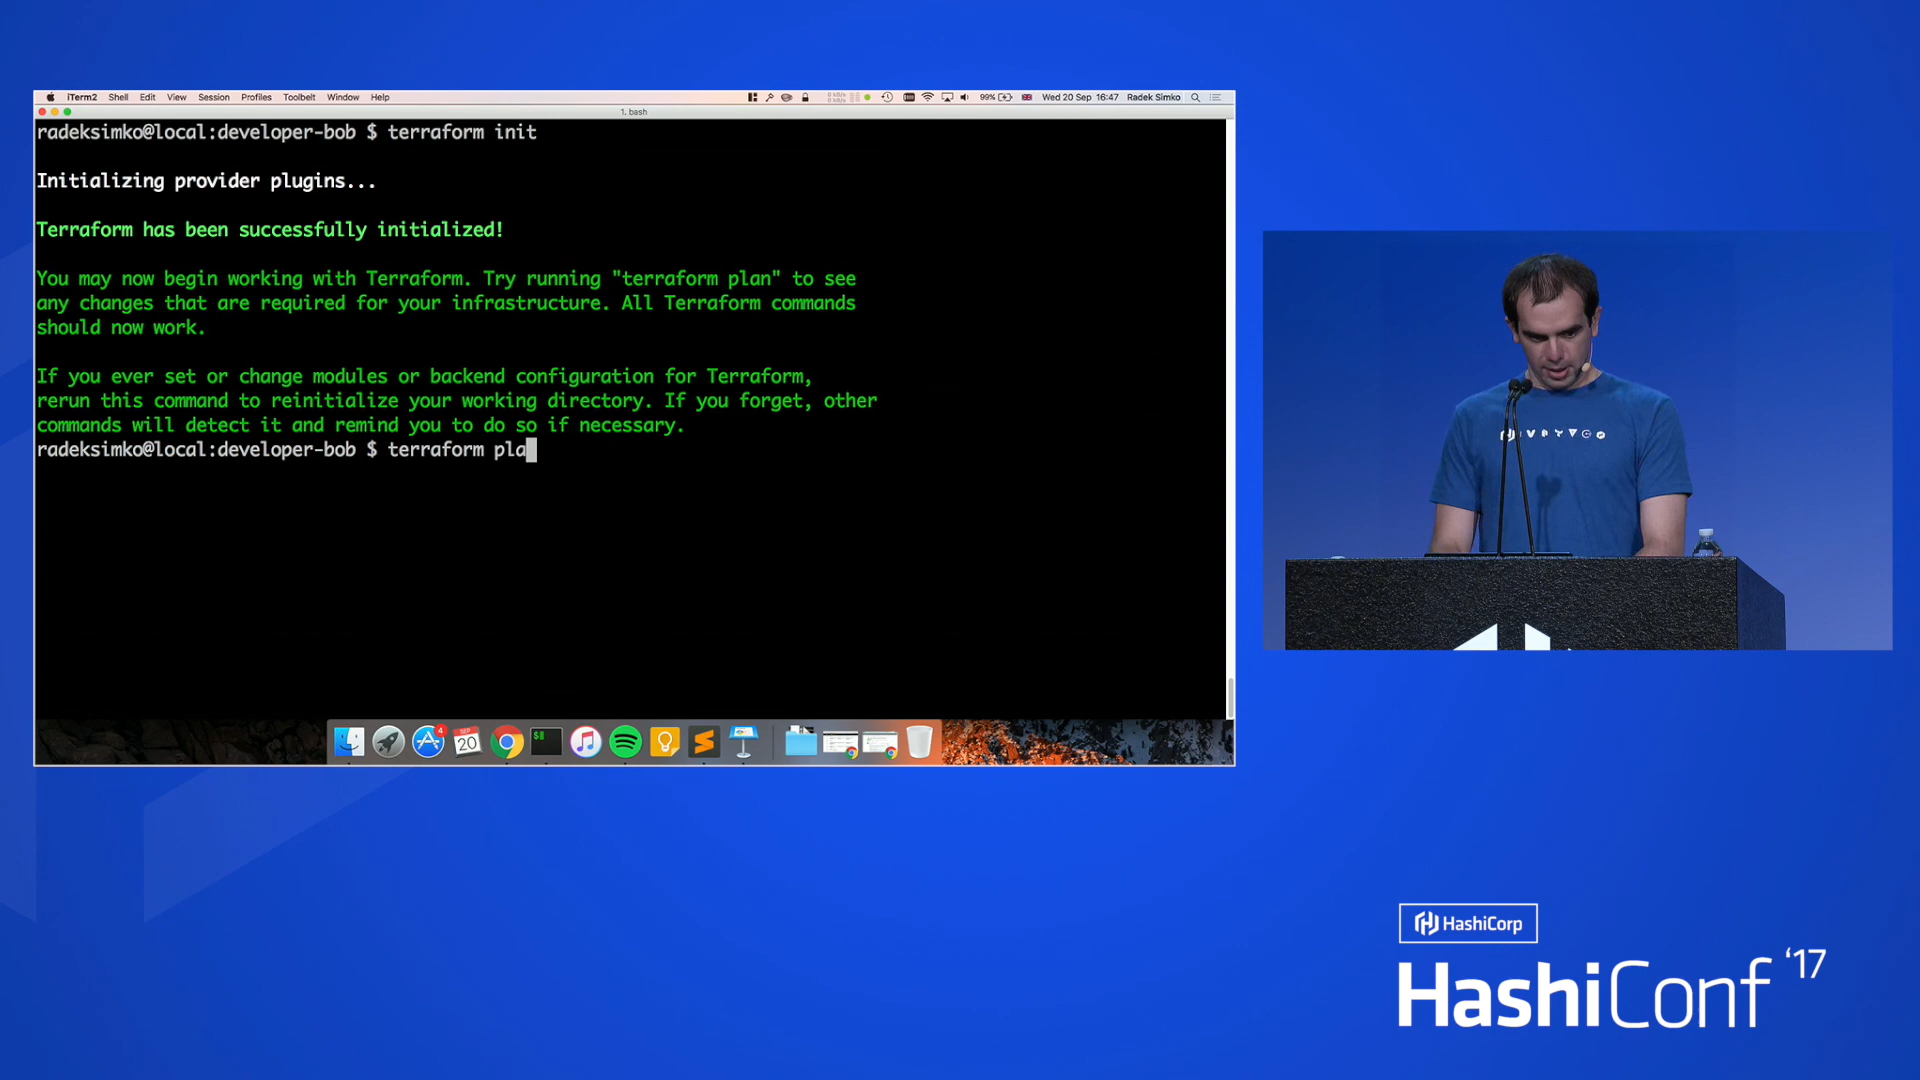 iTerm2 Shell Edit View Session Profiles Toolbelt Window Help
99% Wed 20 Sep 16:47 Radek Simko
1. bash
radeksimko@local:developer-bob $ terraform init
Initializing provider plugins...
Terraform has been successfully initialized!
You may now begin working with Terraform. Try running "terraform plan" to see
any changes that are required for your infrastructure. All Terraform commands
should now work.
If you ever set or change modules or backend configuration for Terraform,
rerun this command to reinitialize your working directory. If you forget, other
commands will detect it and remind you to do so if necessary.
radeksimko@local:developer-bob $ terraform pla
4
SEP
20
$
HashiCorp
HashiConf '17